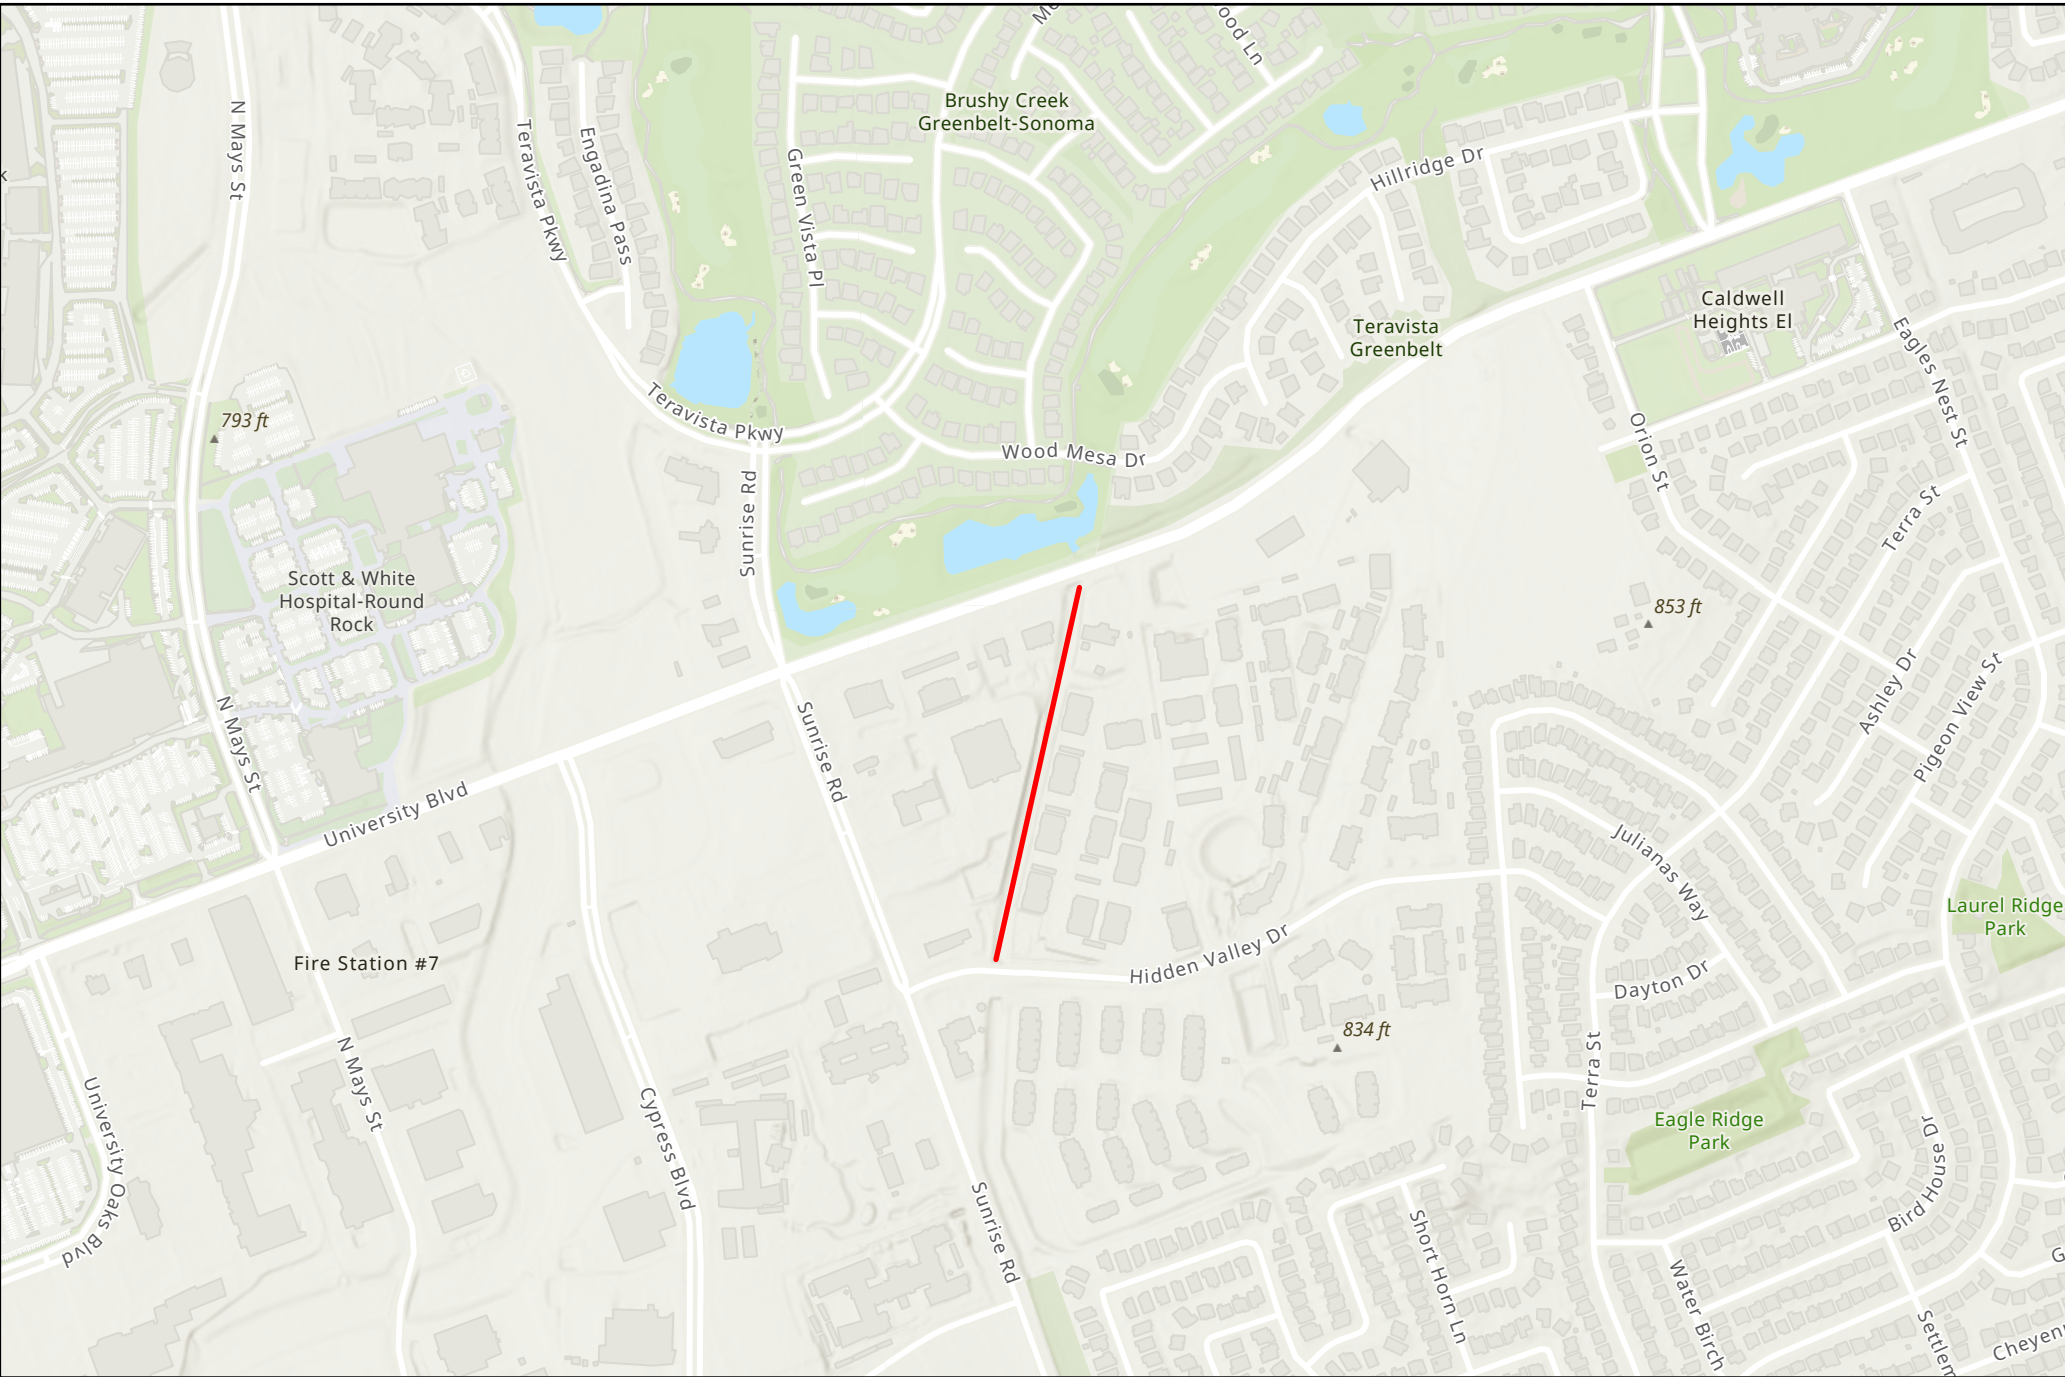 N Mays St
Teravista Pkwy
Engadina Pass
Green Vista Pl
Brushy Creek
Greenbelt-Sonoma
Hillridge Dr
Teravista
Greenbelt
Caldwell
Heights El
Eagles Nest St
793 ft
Teravista Pkwy
Wood Mesa Dr
Orion St
Terra St
Sunrise Rd
Scott & White
Hospital-Round
Rock
853 ft
Ashley Dr
Pigeon View St
N Mays St
Sunrise Rd
University Blvd
Julianas Way
Laurel Ridge
Park
Fire Station #7
Hidden Valley Dr
Dayton Dr
834 ft
N Mays St
Terra St
University Oaks Blvd
Cypress Blvd
Eagle Ridge
Park
Bird House Dr
Sunrise Rd
Short Horn Ln
Water Birch